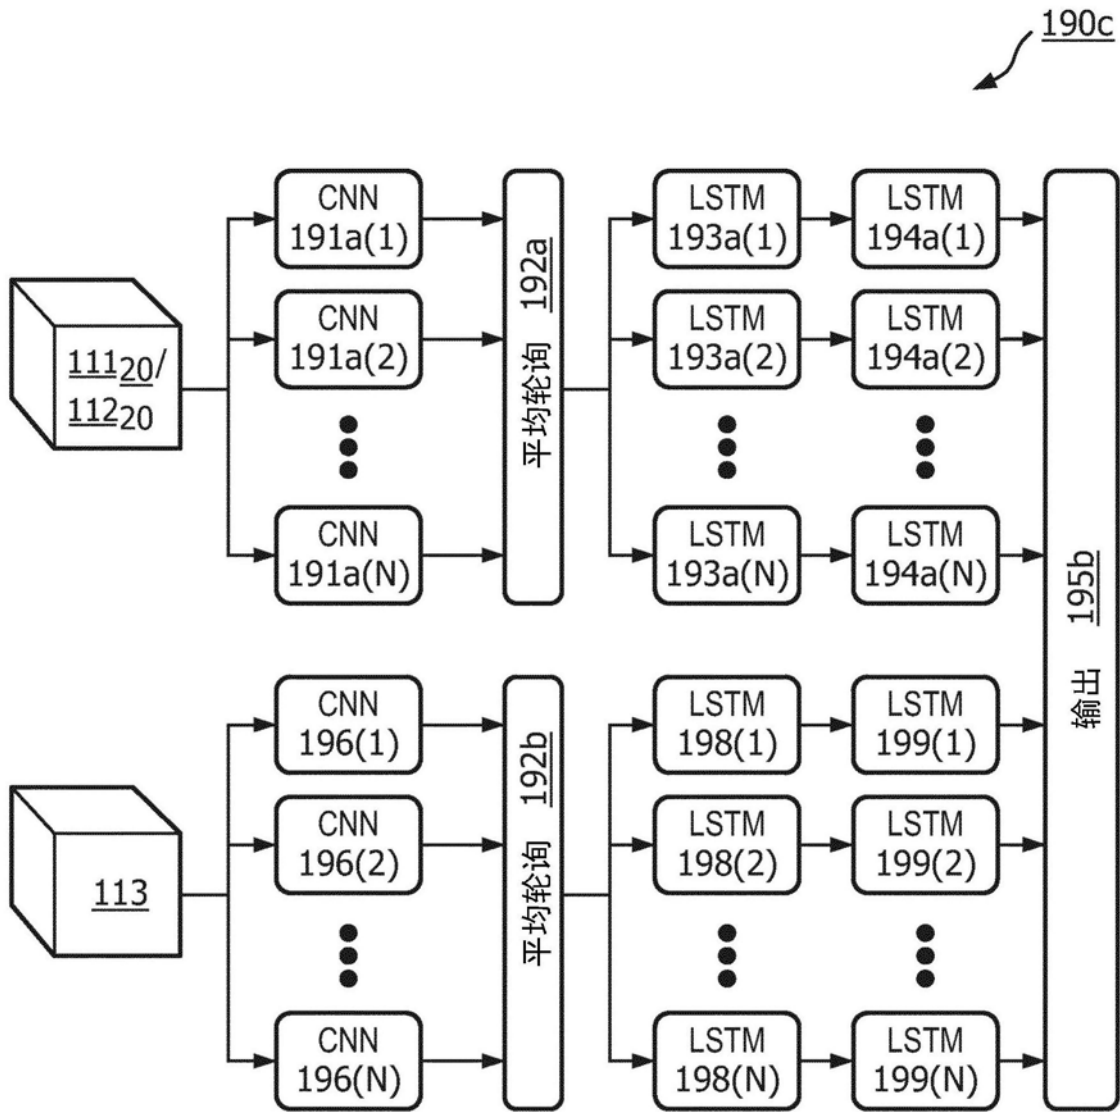 190c
CNN
191a(1)
CNN
191a(2)
CNN
191a(N)
111₂₀/
112₂₀
平均轮询 192a
LSTM
193a(1)
LSTM
193a(2)
LSTM
193a(N)
LSTM
194a(1)
LSTM
194a(2)
LSTM
194a(N)
113
CNN
196(1)
CNN
196(2)
CNN
196(N)
平均轮询 192b
LSTM
198(1)
LSTM
198(2)
LSTM
198(N)
LSTM
199(1)
LSTM
199(2)
LSTM
199(N)
输出 195b